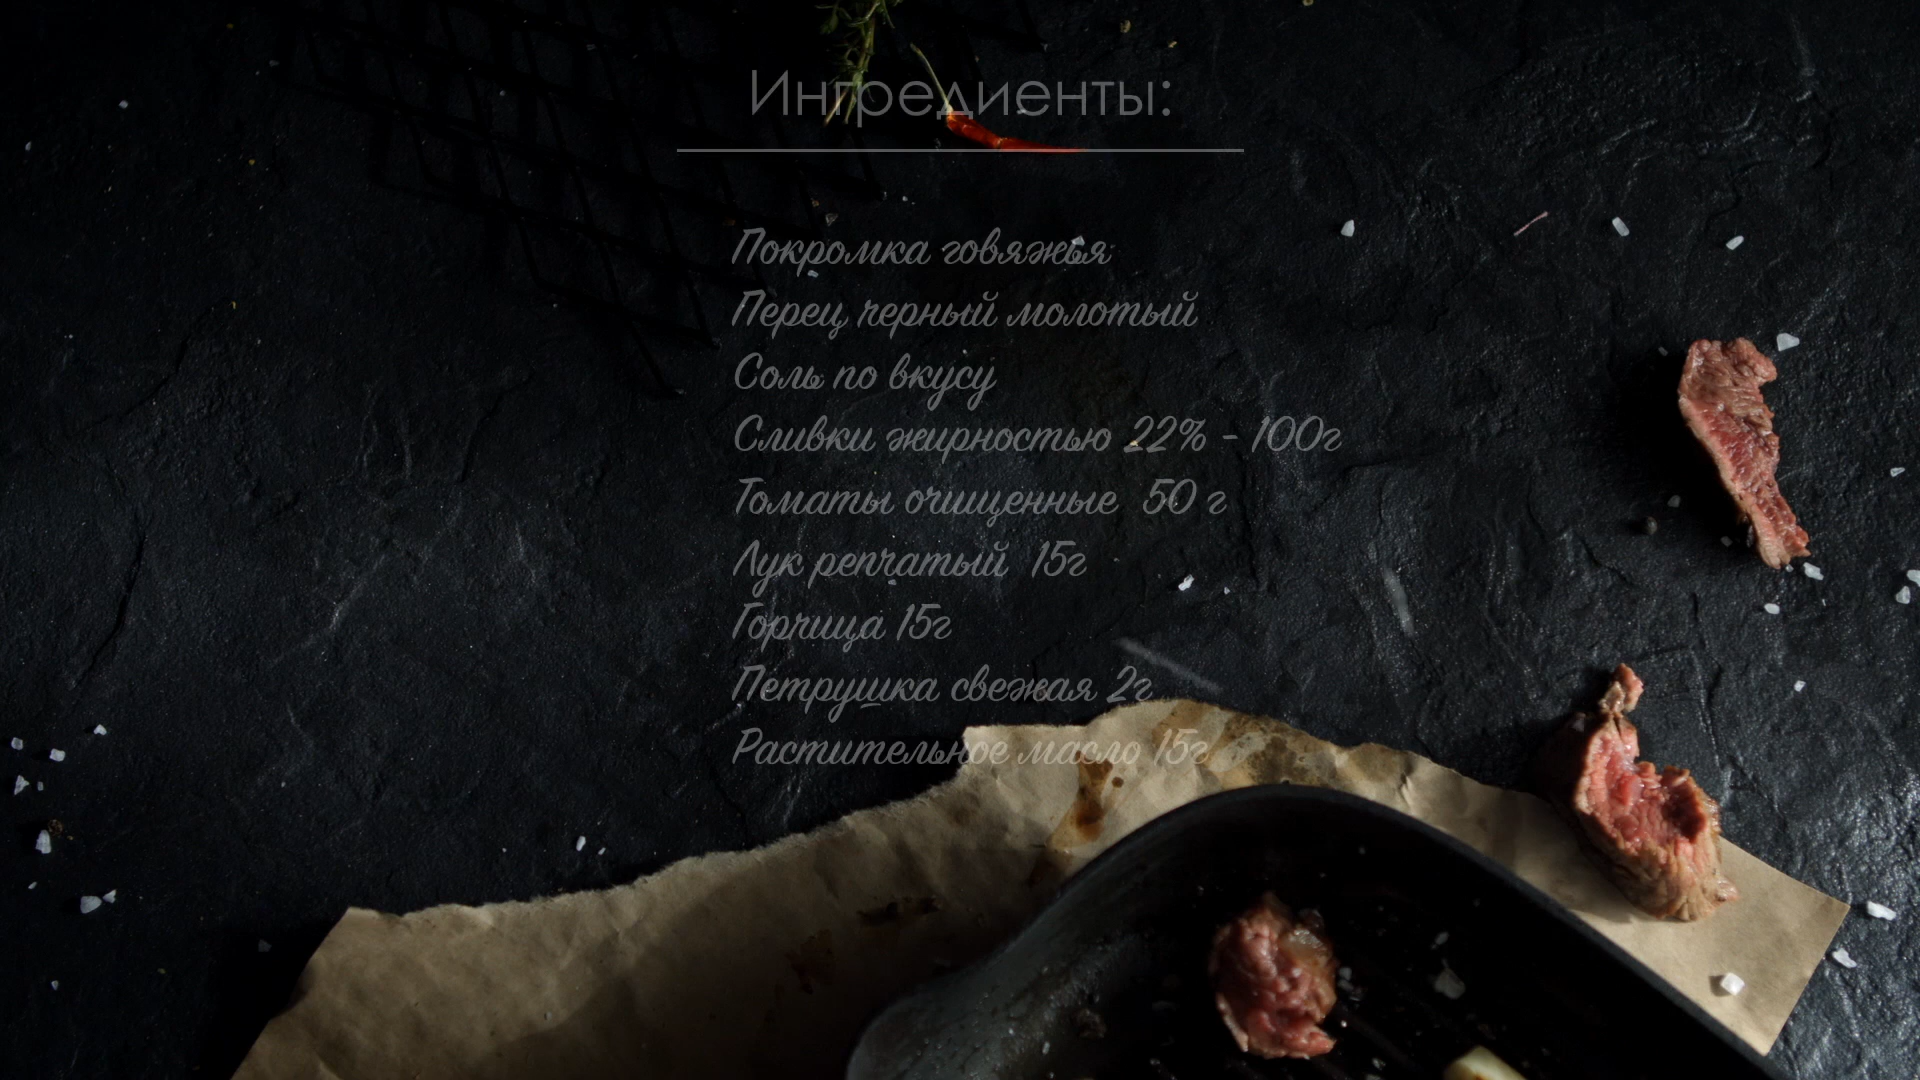 Ингредиенты:
Покромка говяжья
Перец черный молотый
Соль по вкусу
Сливки жирностью 22% - 100г
Томаты очищенные 50 г
Лук репчатый 15г
Горчица 15г
Петрушка свежая 2г
Растительное масло 15г